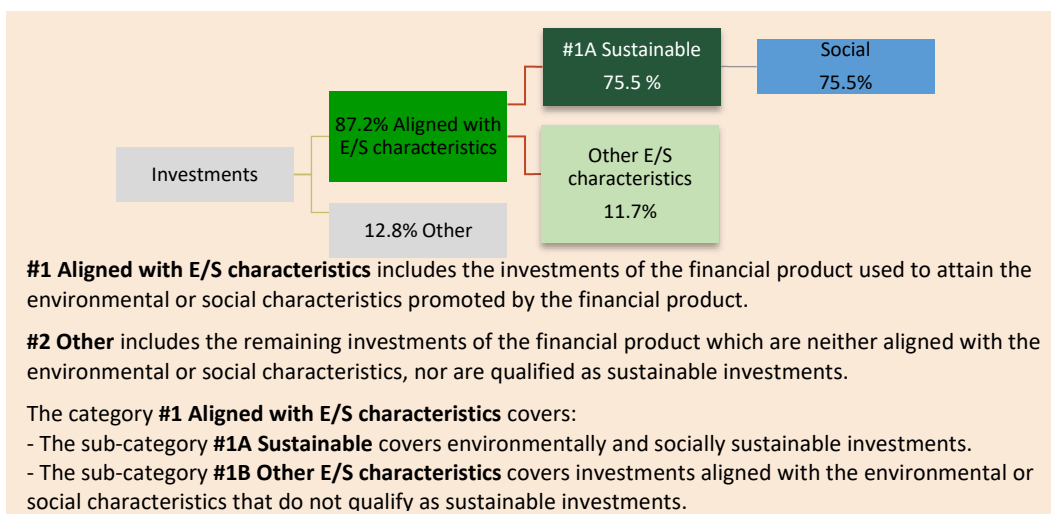 #1A Sustainable
75.5 %
Social
75.5%
87.2% Aligned with
E/S characteristics
Investments
Other E/S
characteristics
11.7%
12.8% Other
#1 Aligned with E/S characteristics includes the investments of the financial product used to attain the
environmental or social characteristics promoted by the financial product.
#2 Other includes the remaining investments of the financial product which are neither aligned with the
environmental or social characteristics, nor are qualified as sustainable investments.
The category #1 Aligned with E/S characteristics covers:
- The sub-category #1A Sustainable covers environmentally and socially sustainable investments.
- The sub-category #1B Other E/S characteristics covers investments aligned with the environmental or
social characteristics that do not qualify as sustainable investments.